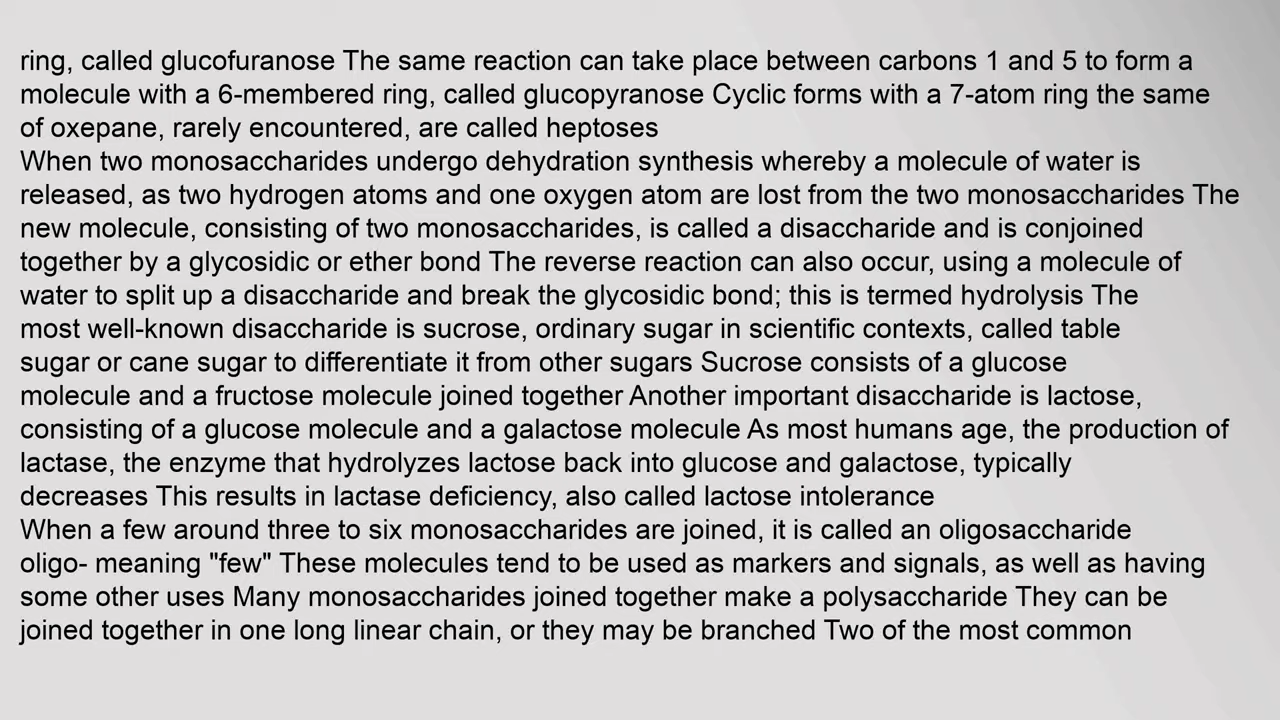 ring, called glucofuranose The same reaction can take place between carbons 1 and 5 to form a
molecule with a 6-membered ring, called glucopyranose Cyclic forms with a 7-atom ring the same
of oxepane, rarely encountered, are called heptoses
When two monosaccharides undergo dehydration synthesis whereby a molecule of water is
released, as two hydrogen atoms and one oxygen atom are lost from the two monosaccharides The
new molecule, consisting of two monosaccharides, is called a disaccharide and is conjoined
together by a glycosidic or ether bond The reverse reaction can also occur, using a molecule of
water to split up a disaccharide and break the glycosidic bond; this is termed hydrolysis The
most well-known disaccharide is sucrose, ordinary sugar in scientific contexts, called table
sugar or cane sugar to differentiate it from other sugars Sucrose consists of a glucose
molecule and a fructose molecule joined together Another important disaccharide is lactose,
consisting of a glucose molecule and a galactose molecule As most humans age, the production of
lactase, the enzyme that hydrolyzes lactose back into glucose and galactose, typically
decreases This results in lactase deficiency, also called lactose intolerance
When a few around three to six monosaccharides are joined, it is called an oligosaccharide
oligo- meaning "few" These molecules tend to be used as markers and signals, as well as having
some other uses Many monosaccharides joined together make a polysaccharide They can be
joined together in one long linear chain, or they may be branched Two of the most common